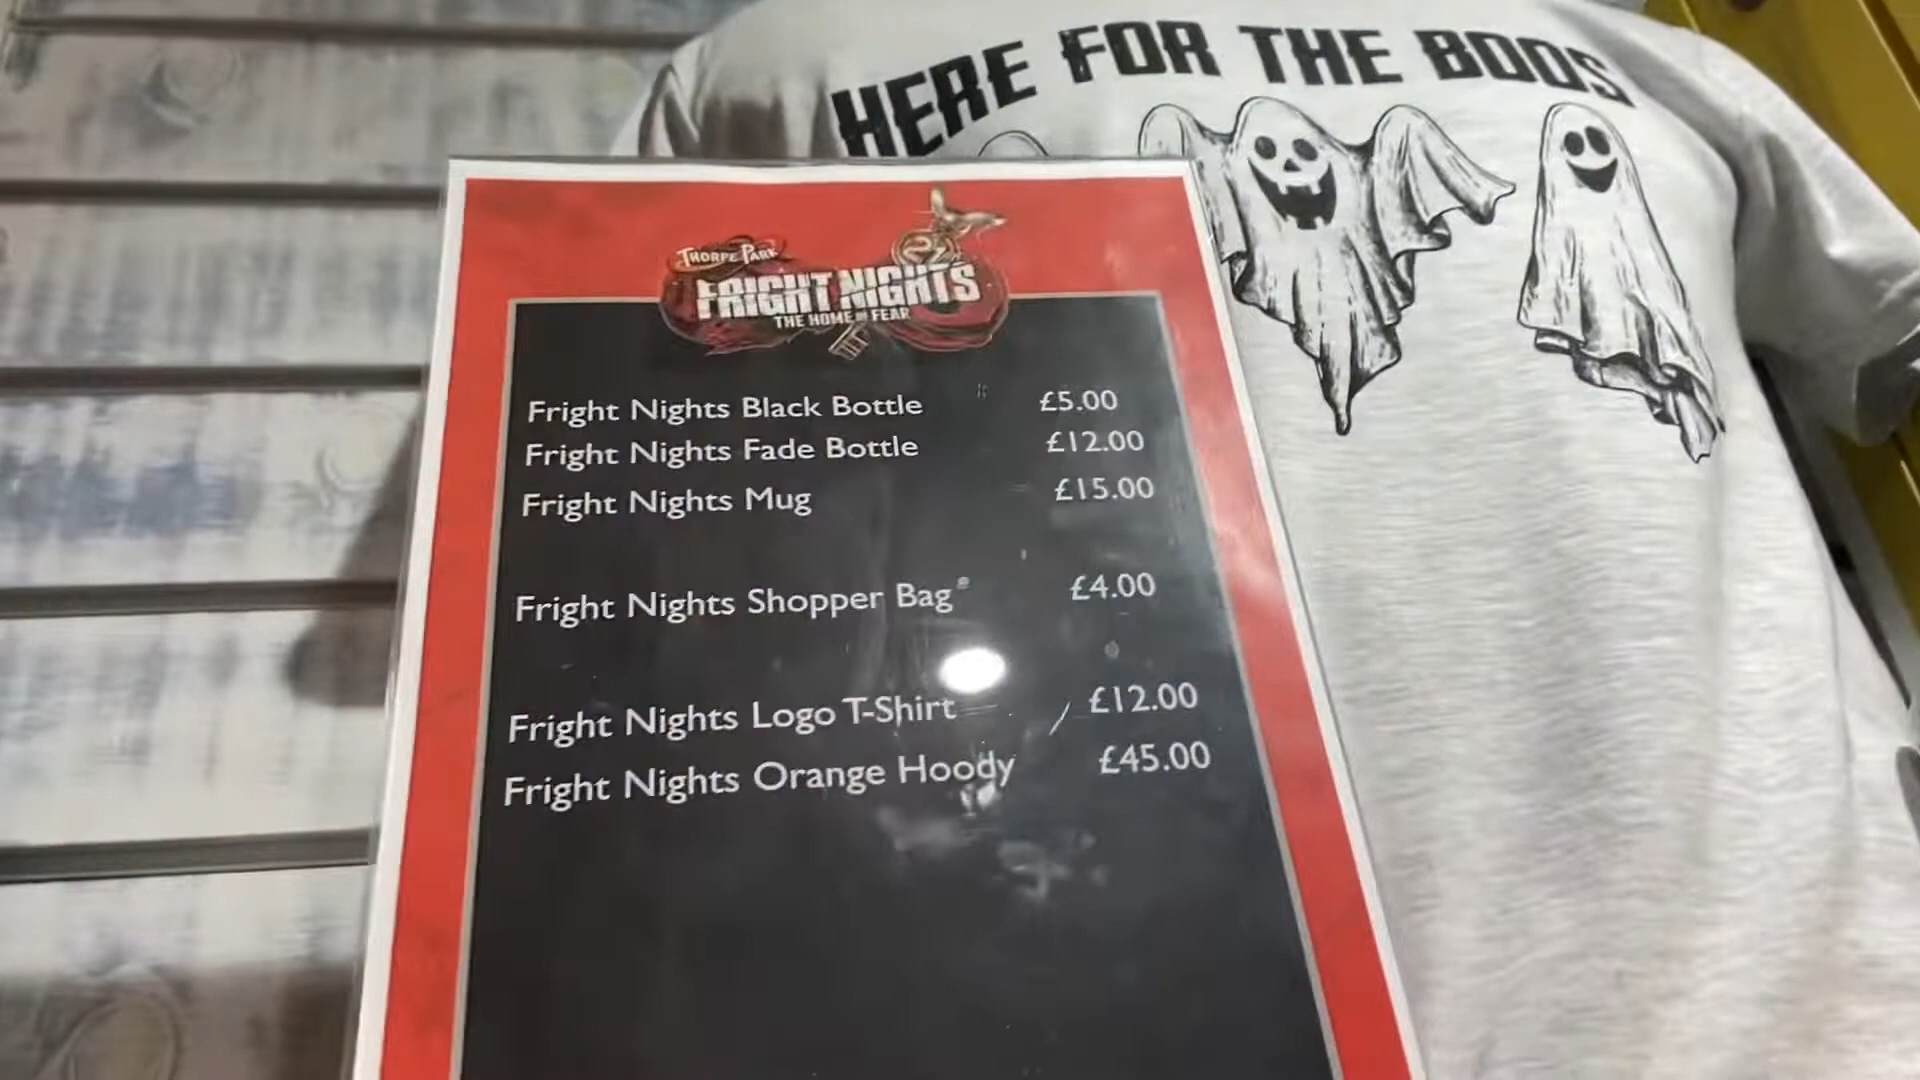 HERE FOR THE BOOS
THORPE PARK
FRIGHT NIGHTS
THE HOME OF FEAR
Fright Nights Black Bottle £5.00
Fright Nights Fade Bottle £12.00
Fright Nights Mug £15.00
Fright Nights Shopper Bag £4.00
Fright Nights Logo T-Shirt £12.00
Fright Nights Orange Hoody £45.00